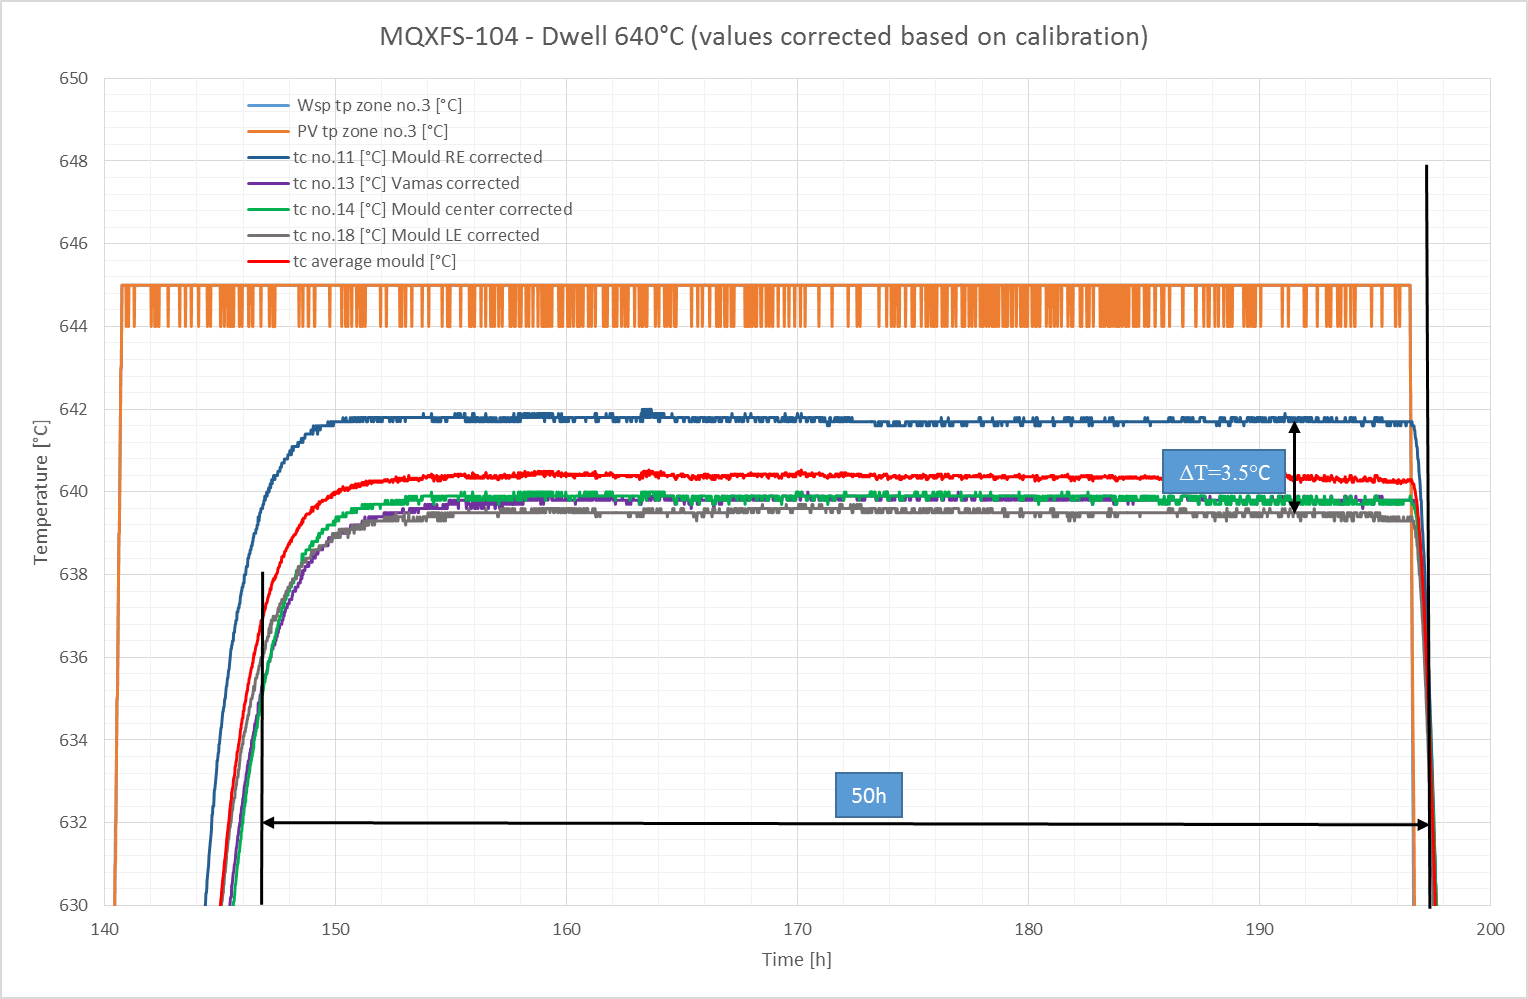 MQXFS-104 - Dwell 640°C (values corrected based on calibration)
650
648
646
644
642
640
638
636
634
632
630
Temperature [°C]
Wsp tp zone no.3 [°C]
PV tp zone no.3 [°C]
tc no.11 [°C] Mould RE corrected
tc no.13 [°C] Vamas corrected
tc no.14 [°C] Mould center corrected
tc no.18 [°C] Mould LE corrected
tc average mould [°C]
ΔT=3.5°C
50h
140 150 160 170 180 190 200
Time [h]